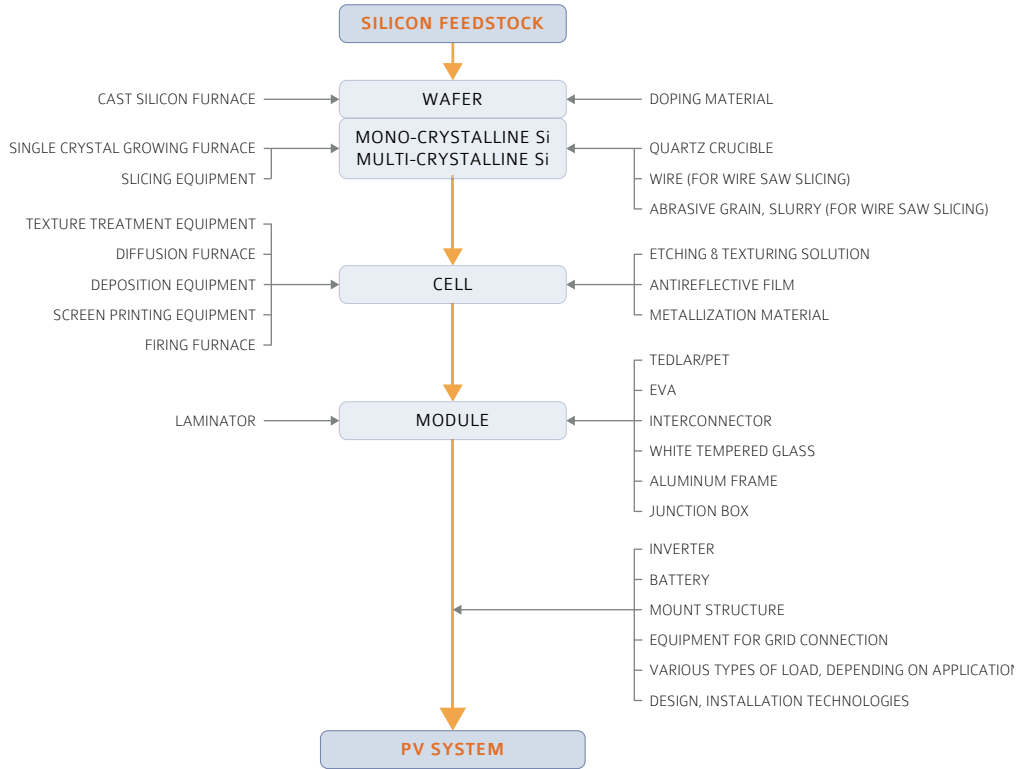 SILICON FEEDSTOCK
CAST SILICON FURNACE
WAFER
DOPING MATERIAL
SINGLE CRYSTAL GROWING FURNACE
SLICING EQUIPMENT
MONO-CRYSTALLINE Si
MULTI-CRYSTALLINE Si
QUARTZ CRUCIBLE
WIRE (FOR WIRE SAW SLICING)
ABRASIVE GRAIN, SLURRY (FOR WIRE SAW SLICING)
TEXTURE TREATMENT EQUIPMENT
DIFFUSION FURNACE
DEPOSITION EQUIPMENT
SCREEN PRINTING EQUIPMENT
FIRING FURNACE
CELL
ETCHING & TEXTURING SOLUTION
ANTIREFLECTIVE FILM
METALLIZATION MATERIAL
LAMINATOR
MODULE
TEDLAR/PET
EVA
INTERCONNECTOR
WHITE TEMPERED GLASS
ALUMINUM FRAME
JUNCTION BOX
INVERTER
BATTERY
MOUNT STRUCTURE
EQUIPMENT FOR GRID CONNECTION
VARIOUS TYPES OF LOAD, DEPENDING ON APPLICATION
DESIGN, INSTALLATION TECHNOLOGIES
PV SYSTEM